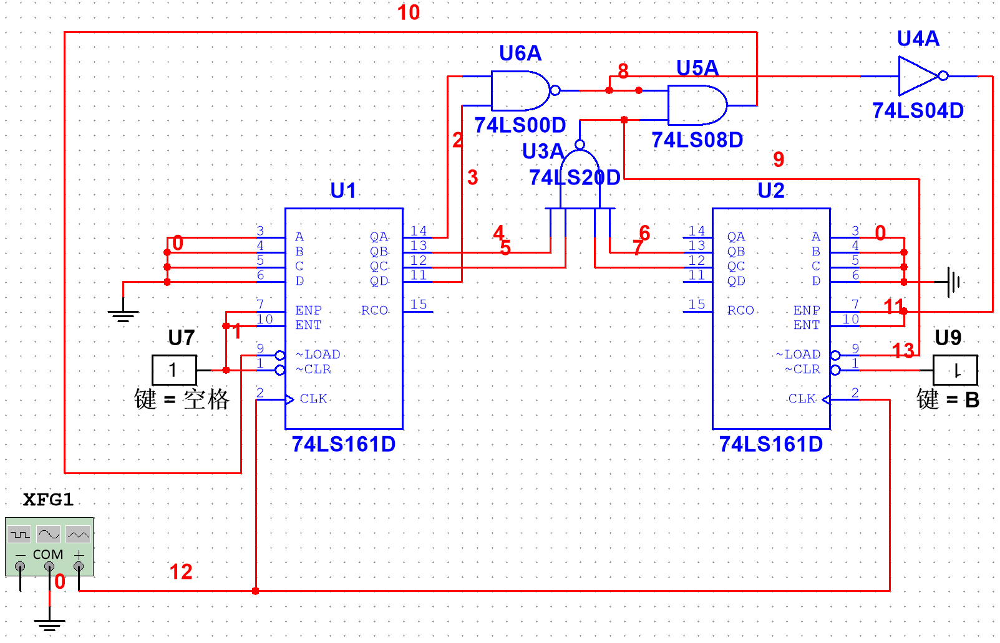 10
U4A
U6A
8
U5A
74LS04D
74LS00D
2
74LS08D
U3A
9
74LS20D
3
U1
U2
3 A QA 14
4 B QB 13
5 C QC 12
6 D QD 11
7 ENP RCO 15
10 ENT
9 ~LOAD
1 ~CLR
2 CLK
0
1
4
5
6
7
14 QA A 3
13 QB B 4
12 QC C 5
11 QD D 6
15 RCO ENP 7
ENT 10
~LOAD 9
~CLR 1
CLK 2
0
11
13
U7
1
键 = 空格
U9
1
键 = B
74LS161D
74LS161D
XFG1
COM
0
12